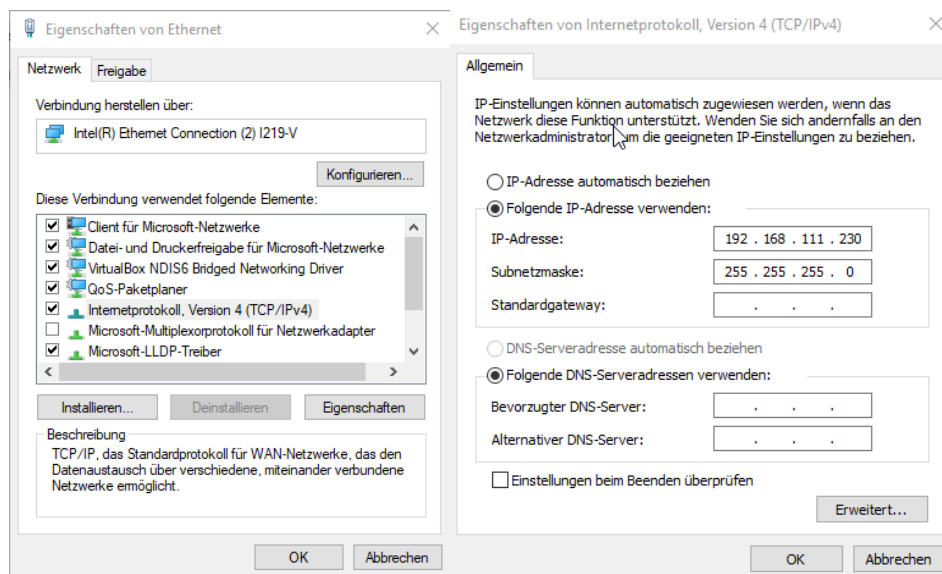 Eigenschaften von Ethernet
Netzwerk
Freigabe
Verbindung herstellen über:
Intel(R) Ethernet Connection (2) I219-V
Konfigurieren...
Diese Verbindung verwendet folgende Elemente:
Client für Microsoft-Netzwerke
Datei- und Druckerfreigabe für Microsoft-Netzwerke
VirtualBox NDIS6 Bridged Networking Driver
QoS-Paketplaner
Internetprotokoll, Version 4 (TCP/IPv4)
Microsoft-Multiplexorprotokoll für Netzwerkadapter
Microsoft-LLDP-Treiber
Installieren...
Deinstallieren
Eigenschaften
Beschreibung
TCP/IP, das Standardprotokoll für WAN-Netzwerke, das den
Datenaustausch über verschiedene, miteinander verbundene
Netzwerke ermöglicht.
OK
Abbrechen
Eigenschaften von Internetprotokoll, Version 4 (TCP/IPv4)
Allgemein
IP-Einstellungen können automatisch zugewiesen werden, wenn das
Netzwerk diese Funktion unterstützt. Wenden Sie sich andernfalls an den
Netzwerkadministrator, um die geeigneten IP-Einstellungen zu beziehen.
IP-Adresse automatisch beziehen
Folgende IP-Adresse verwenden:
IP-Adresse:
192 . 168 . 111 . 230
Subnetzmaske:
255 . 255 . 255 . 0
Standardgateway:
. . .
DNS-Serveradresse automatisch beziehen
Folgende DNS-Serveradressen verwenden:
Bevorzugter DNS-Server:
. . .
Alternativer DNS-Server:
. . .
Einstellungen beim Beenden überprüfen
Erweitert...
OK
Abbrechen